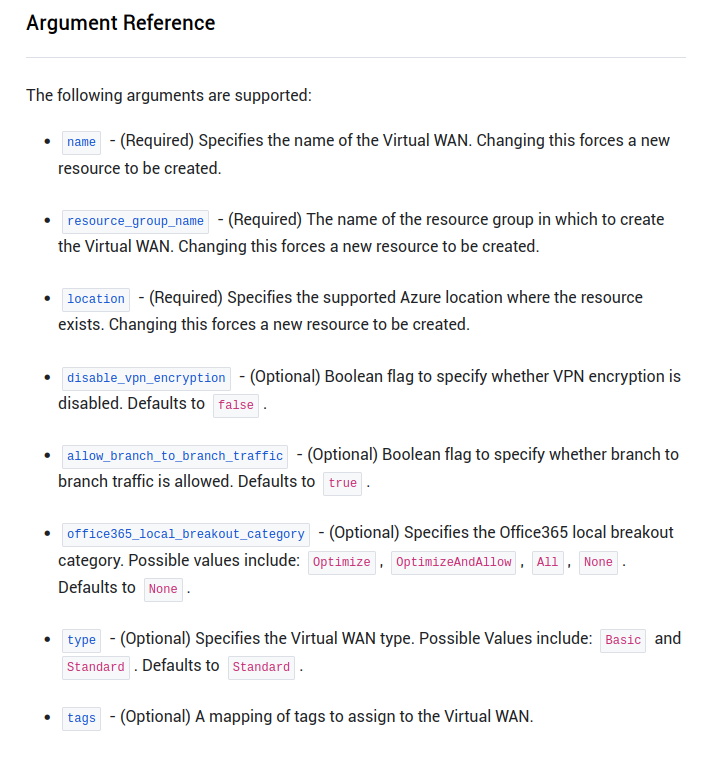 Argument Reference
The following arguments are supported:
• name - (Required) Specifies the name of the Virtual WAN. Changing this forces a new
resource to be created.
• resource_group_name - (Required) The name of the resource group in which to create
the Virtual WAN. Changing this forces a new resource to be created.
• location - (Required) Specifies the supported Azure location where the resource
exists. Changing this forces a new resource to be created.
• disable_vpn_encryption - (Optional) Boolean flag to specify whether VPN encryption is
disabled. Defaults to false .
• allow_branch_to_branch_traffic - (Optional) Boolean flag to specify whether branch to
branch traffic is allowed. Defaults to true .
• office365_local_breakout_category - (Optional) Specifies the Office365 local breakout
category. Possible values include: Optimize , OptimizeAndAllow , All , None .
Defaults to None .
• type - (Optional) Specifies the Virtual WAN type. Possible Values include: Basic and
Standard . Defaults to Standard .
• tags - (Optional) A mapping of tags to assign to the Virtual WAN.